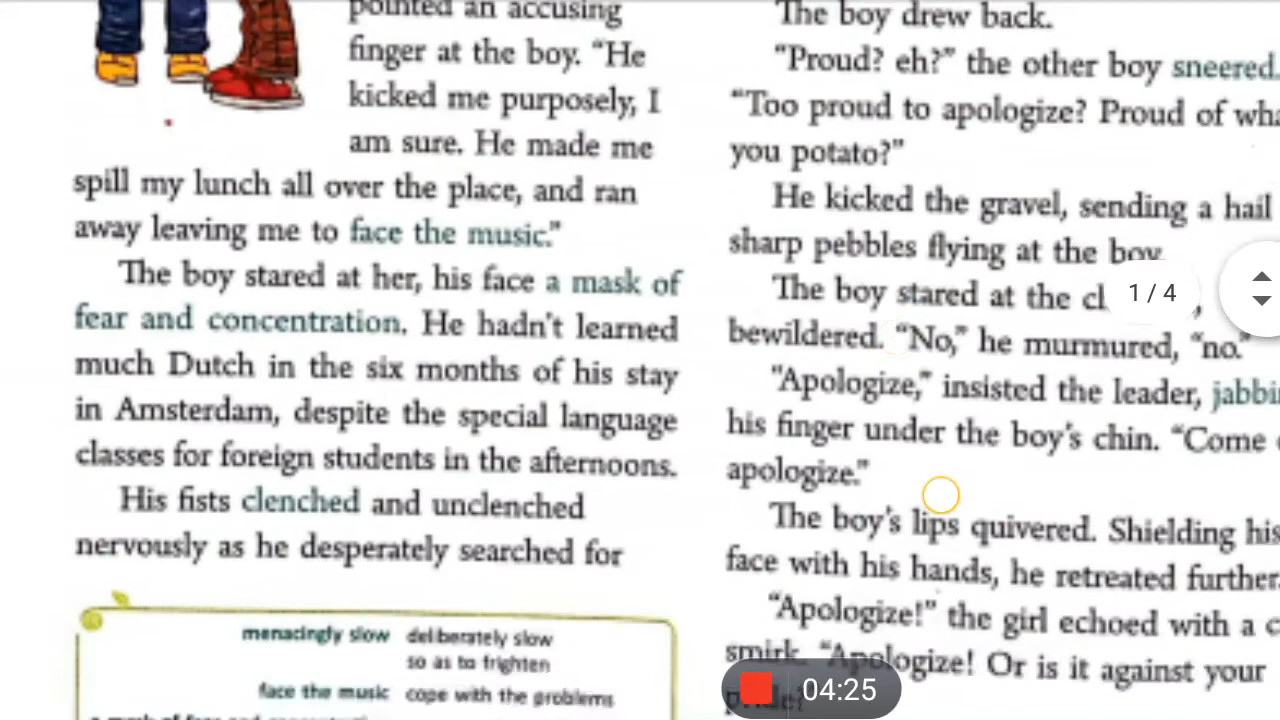 pointed an accusing
finger at the boy. “He
kicked me purposely, I
am sure. He made me
spill my lunch all over the place, and ran
away leaving me to face the music.”
The boy stared at her, his face a mask of
fear and concentration. He hadn't learned
much Dutch in the six months of his stay
in Amsterdam, despite the special language
classes for foreign students in the afternoons.
His fists clenched and unclenched
nervously as he desperately searched for
menacingly slow deliberately slow
so as to frighten
face the music cope with the problems
The boy drew back.
“Proud? eh?” the other boy sneered.
“Too proud to apologize? Proud of
you potato?”
He kicked the gravel, sending a hail
sharp pebbles flying at the boy
The boy stared at the
bewildered. “No,” he murmured, “no.”
“Apologize,” insisted the leader,
his finger under the boy's chin. “Come
apologize.”
The boy's lips quivered. Shielding his
face with his hands, he retreated further.
“Apologize!” the girl echoed with a
smirk. “Apologize! Or is it against your
pride?
1 / 4
04:25